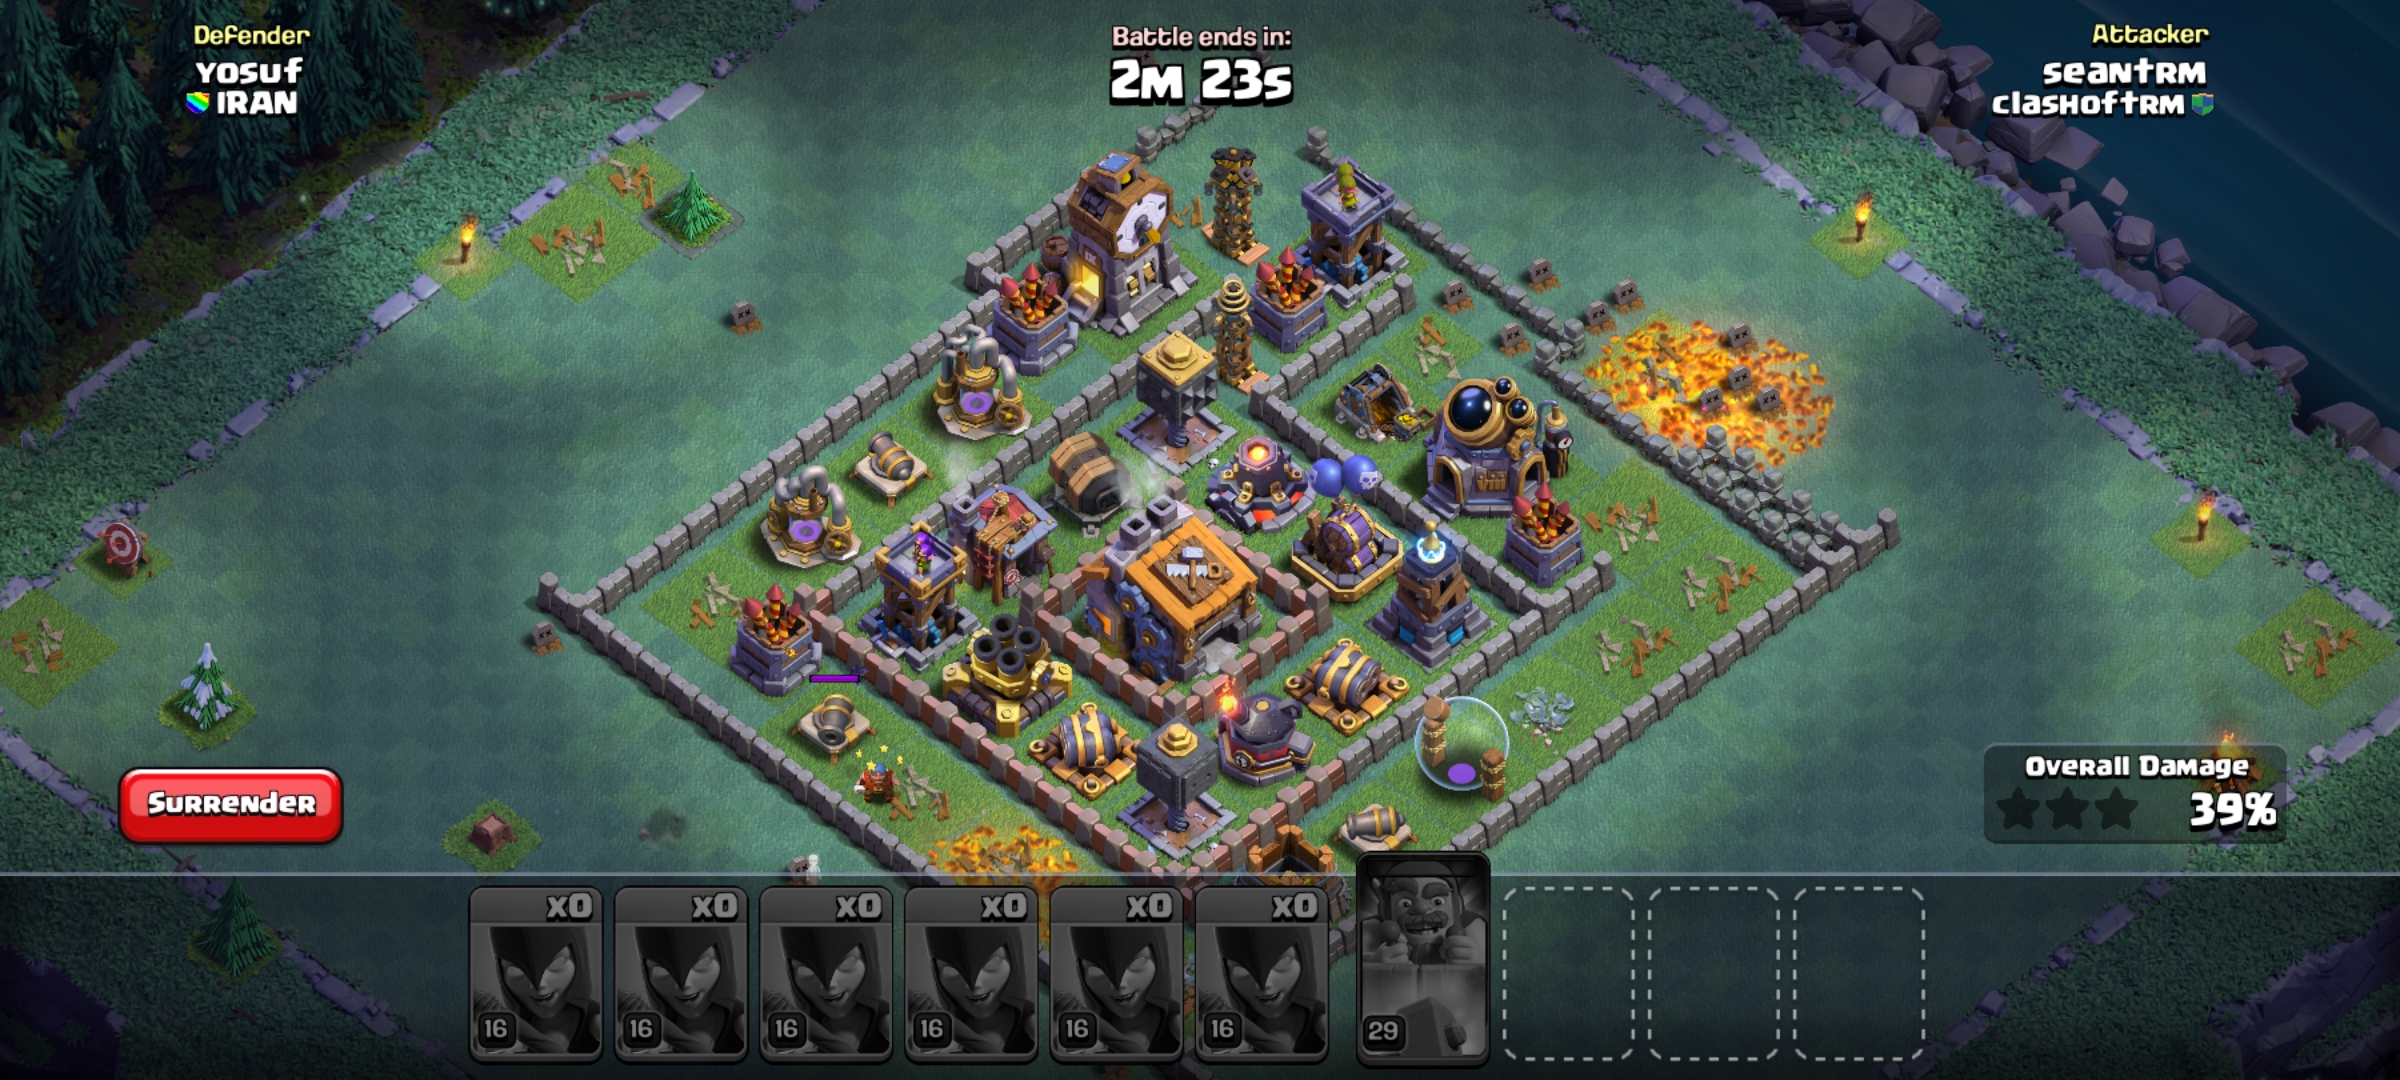 Defender
Yosuf
IRAN
Battle ends in:
2M 23s
Attacker
seantrm
clashoftrm
Surrender
Overall Damage
39%
x0
x0
x0
x0
x0
x0
16
16
16
16
16
16
29